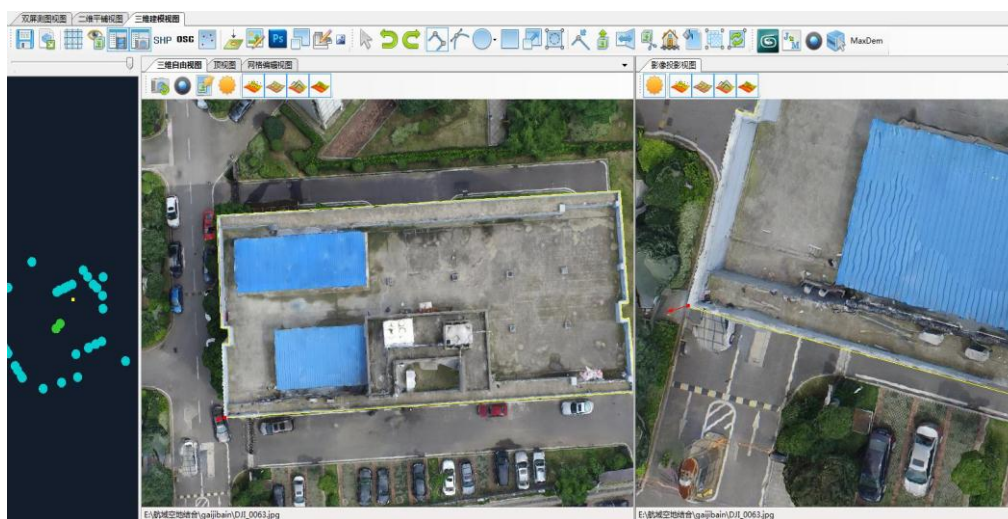 双屏测图视图 二维平铺视图 三维建模视图
SHP OSG Ps MaxDem
三维自由视图 顶视图 网格编辑视图 影像投影视图
E:\航域空地结合\gaijibain\DJI_0063.jpg E:\航域空地结合\gaijibain\DJI_0063.jpg